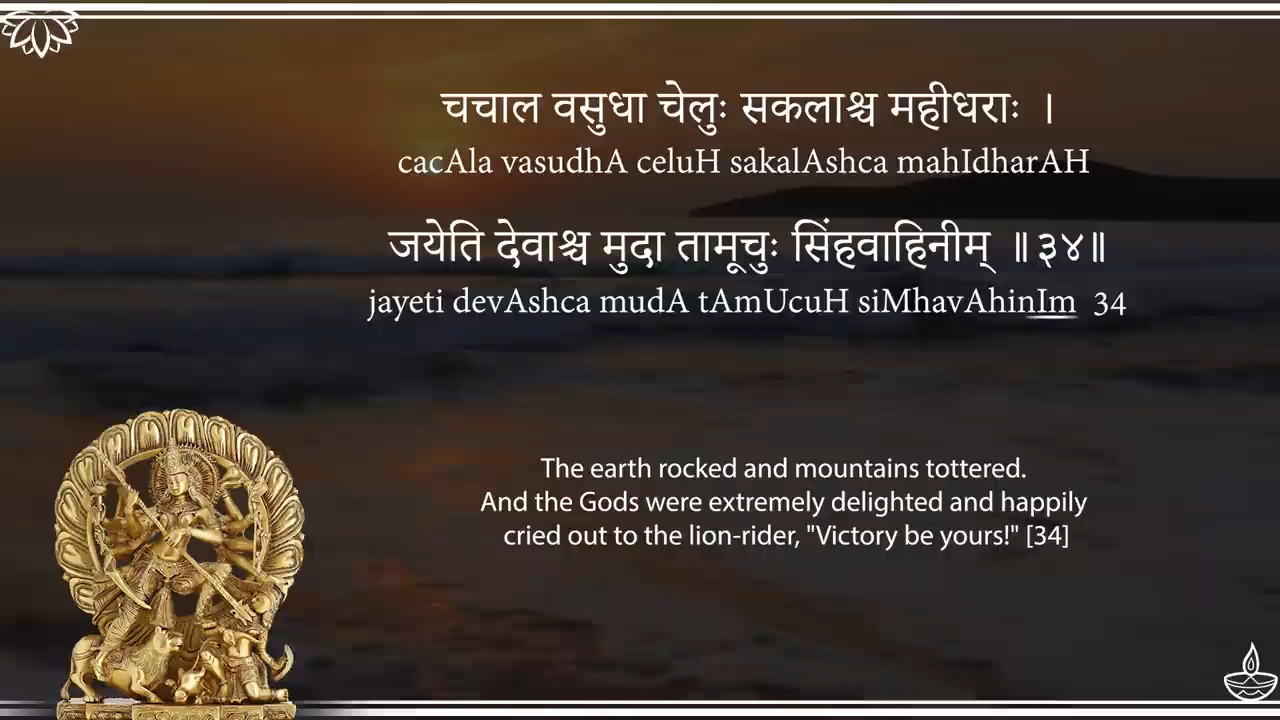 चचाल वसुधा चेलुः सकलाश्च महीधराः ।
cacAla vasudhA celuH sakalAshca mahIdharAH
जयेति देवाश्च मुदा तामूचुः सिंहवाहिनीम् ॥३४॥
jayeti devAshca mudA tAmUcuH siMhavAhinIm 34
The earth rocked and mountains tottered.
And the Gods were extremely delighted and happily
cried out to the lion-rider, "Victory be yours!" [34]